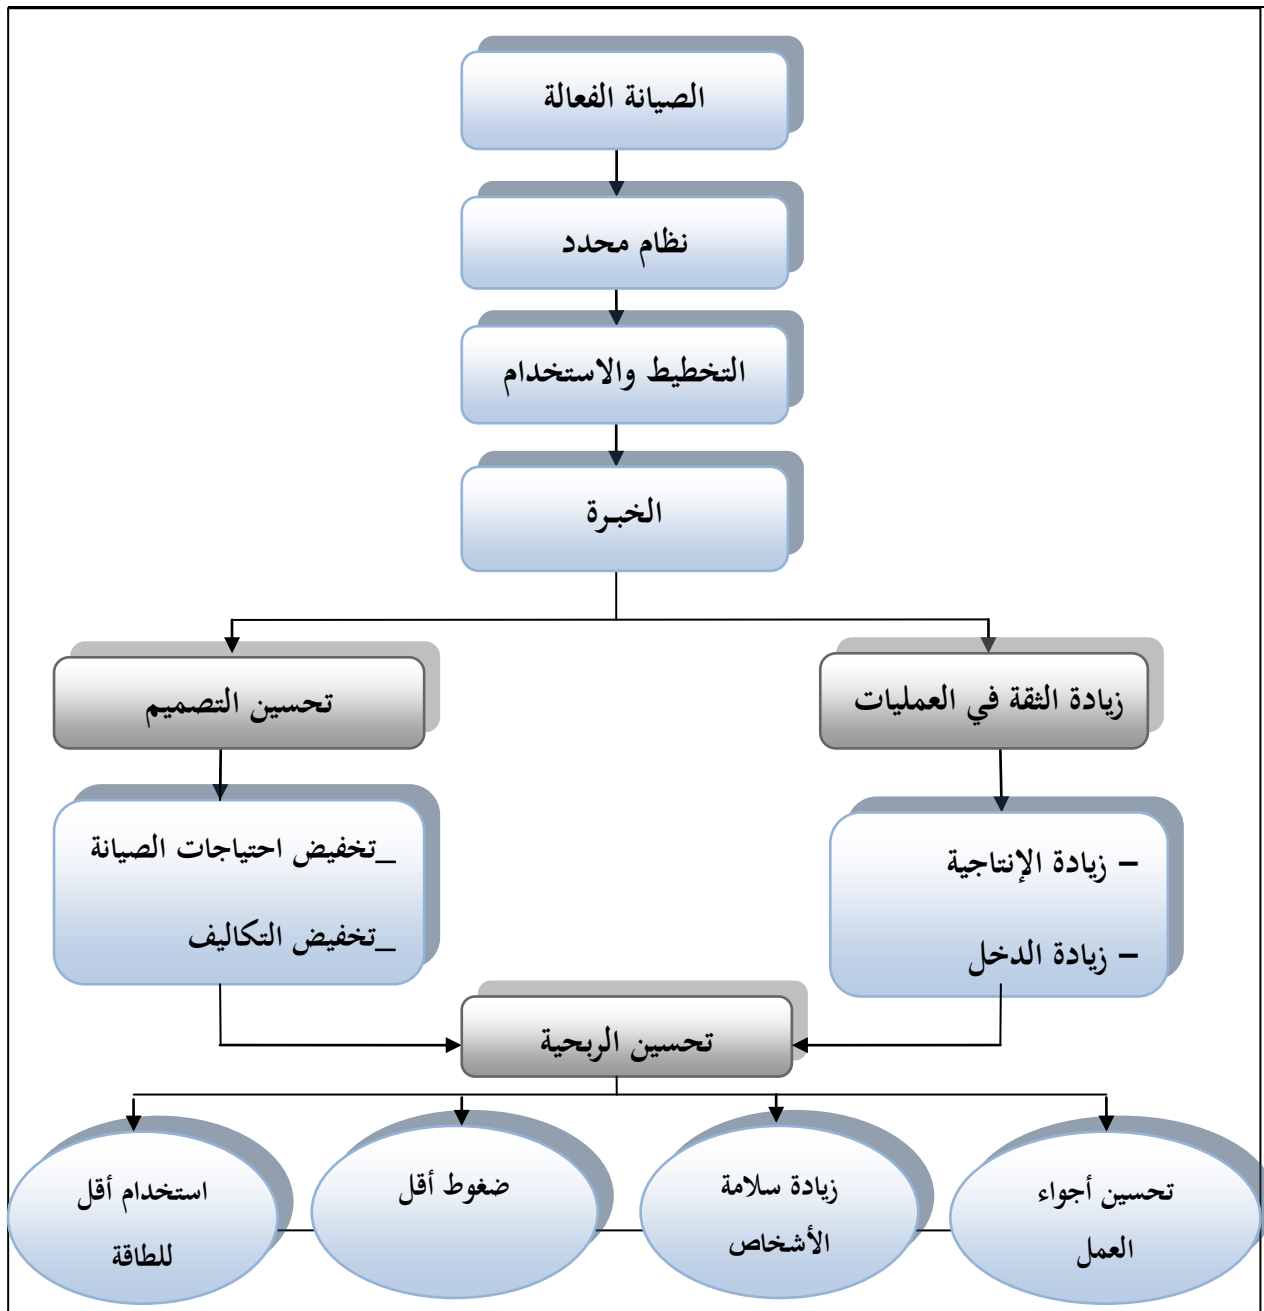 الصيانة الفعالة
نظام محدد
التخطيط والاستخدام
الخبـرة
زيادة الثقة في العمليات
تحسين التصميم
– زيادة الإنتاجية
– زيادة الدخل
_تخفيض احتياجات الصيانة
_تخفيض التكاليف
تحسين الربحية
تحسين أجواء
العمل
زيادة سلامة
الأشخاص
ضغوط أقل
استخدام أقل
للطاقة